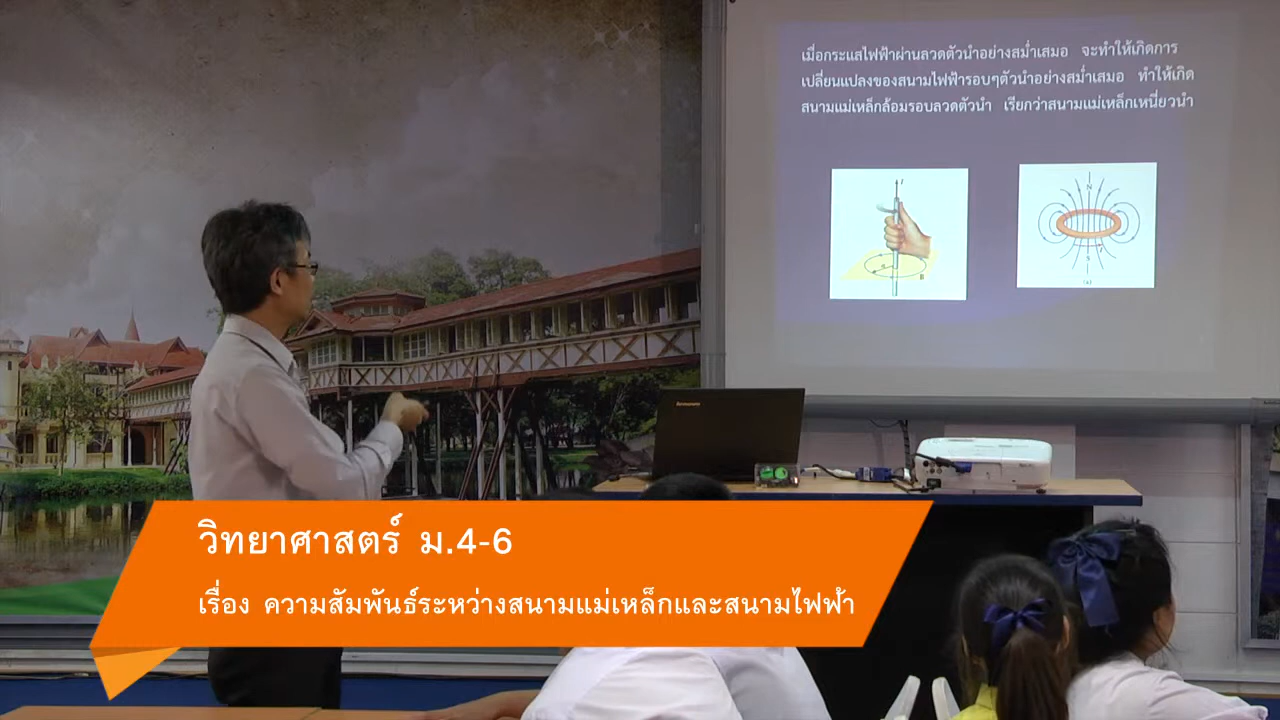 เมื่อกระแสไฟฟ้าผ่านลวดตัวนำอย่างสม่ำเสมอ จะทำให้เกิดการ
เปลี่ยนแปลงของสนามไฟฟ้ารอบๆตัวนำอย่างสม่ำเสมอ ทำให้เกิด
สนามแม่เหล็กล้อมรอบลวดตัวนำ เรียกว่าสนามแม่เหล็กเหนี่ยวนำ
วิทยาศาสตร์ ม.4-6
เรื่อง ความสัมพันธ์ระหว่างสนามแม่เหล็กและสนามไฟฟ้า